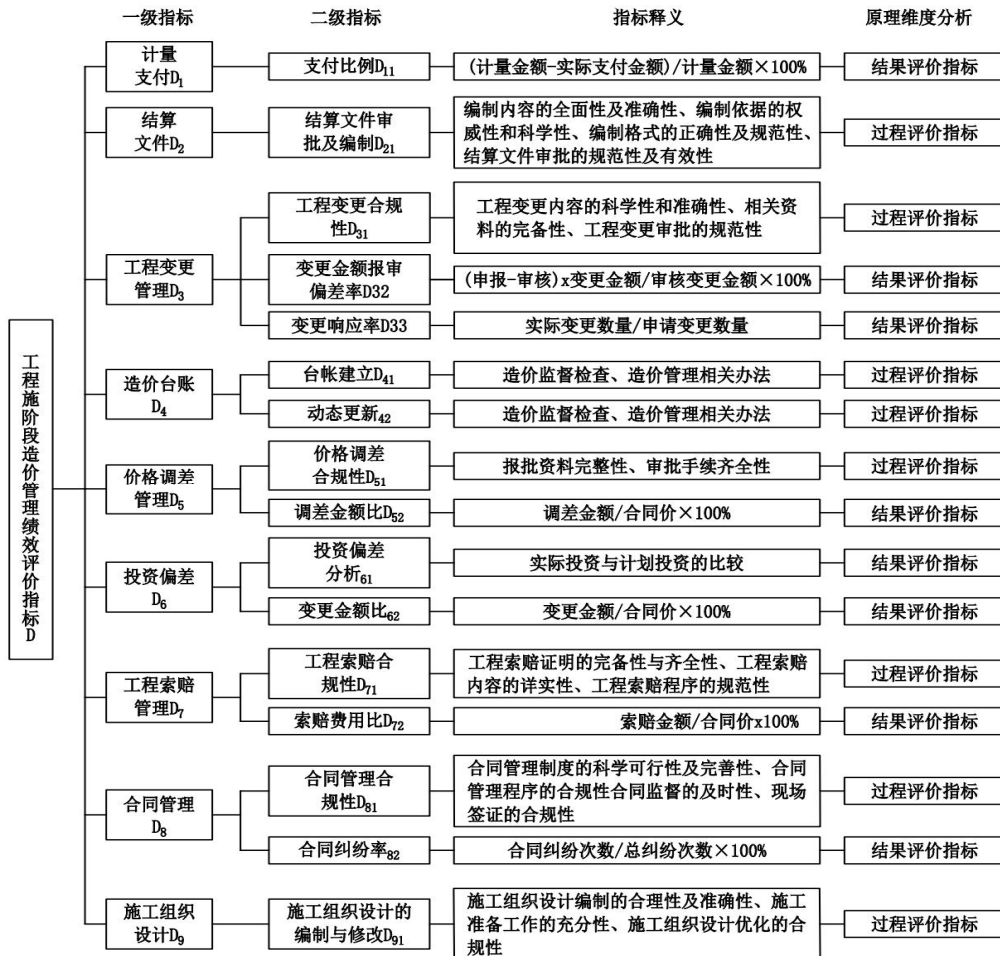 一级指标 二级指标 指标释义 原理维度分析
工程施阶段造价管理绩效评价指标D
计量
支付D₁
支付比例D₁₁
(计量金额-实际支付金额)/计量金额×100%
结果评价指标
结算
文件D₂
结算文件审
批及编制D₂₁
编制内容的全面性及准确性、编制依据的权
威性和科学性、编制格式的正确性及规范性、
结算文件审批的规范性及有效性
过程评价指标
工程变更
管理D₃
工程变更合规
性D₃₁
工程变更内容的科学性和准确性、相关资
料的完备性、工程变更审批的规范性
过程评价指标
变更金额报审
偏差率D32
(申报-审核)x变更金额/审核变更金额×100%
结果评价指标
变更响应率D33
实际变更数量/申请变更数量
结果评价指标
造价台账
D₄
台帐建立D₄₁
造价监督检查、造价管理相关办法
过程评价指标
动态更新₄₂
造价监督检查、造价管理相关办法
过程评价指标
价格调差
管理D₅
价格调差
合规性D₅₁
报批资料完整性、审批手续齐全性
过程评价指标
调差金额比D₅₂
调差金额/合同价×100%
结果评价指标
投资偏差
D₆
投资偏差
分析₆₁
实际投资与计划投资的比较
结果评价指标
变更金额比₆₂
变更金额/合同价×100%
结果评价指标
工程索赔
管理D₇
工程索赔合
规性D₇₁
工程索赔证明的完备性与齐全性、工程索赔
内容的详实性、工程索赔程序的规范性
过程评价指标
索赔费用比D₇₂
索赔金额/合同价x100%
结果评价指标
合同管理
D₈
合同管理合
规性D₈₁
合同管理制度的科学可行性及完善性、合同
管理程序的合规性合同监督的及时性、现场
签证的合规性
过程评价指标
合同纠纷率₈₂
合同纠纷次数/总纠纷次数×100%
结果评价指标
施工组织
设计D₉
施工组织设计的
编制与修改D₉₁
施工组织设计编制的合理性及准确性、施工
准备工作的充分性、施工组织设计优化的合
规性
过程评价指标